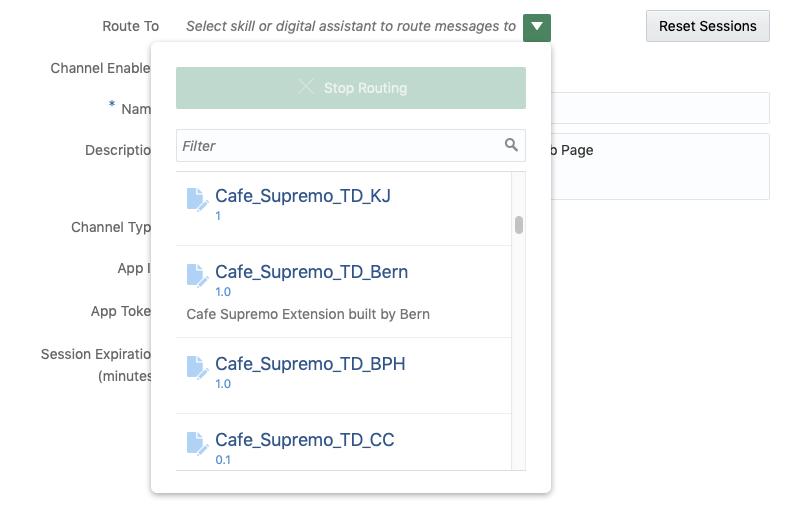 Route To Select skill or digital assistant to route messages to
Reset Sessions
Channel Enable
Stop Routing
* Nam
Filter
Descriptio
b Page
Cafe_Supremo_TD_KJ
1
Channel Typ
App I
Cafe_Supremo_TD_Bern
1.0
App Toke
Cafe Supremo Extension built by Bern
Session Expiratio
(minutes
Cafe_Supremo_TD_BPH
1.0
Cafe_Supremo_TD_CC
0.1